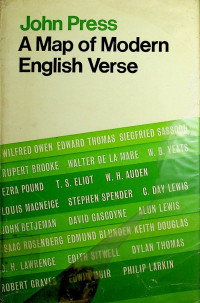 John Press
A Map of Modern
English Verse
WILFRED OWEN EDWARD THOMAS SIEGFRIED SASSOON
RUPERT BROOKE WALTER DE LA MARE W. B. YEATS
EZRA POUND T. S. ELIOT W. H. AUDEN
LOUIS MACNEICE STEPHEN SPENDER C. DAY LEWIS
JOHN BETJEMAN DAVID GASCOYNE ALUN LEWIS
ISAAC ROSENBERG EDMUND BLUNDEN KEITH DOUGLAS
D. H. LAWRENCE EDITH SITWELL DYLAN THOMAS
ROBERT GRAVES EDWIN MUIR PHILIP LARKIN